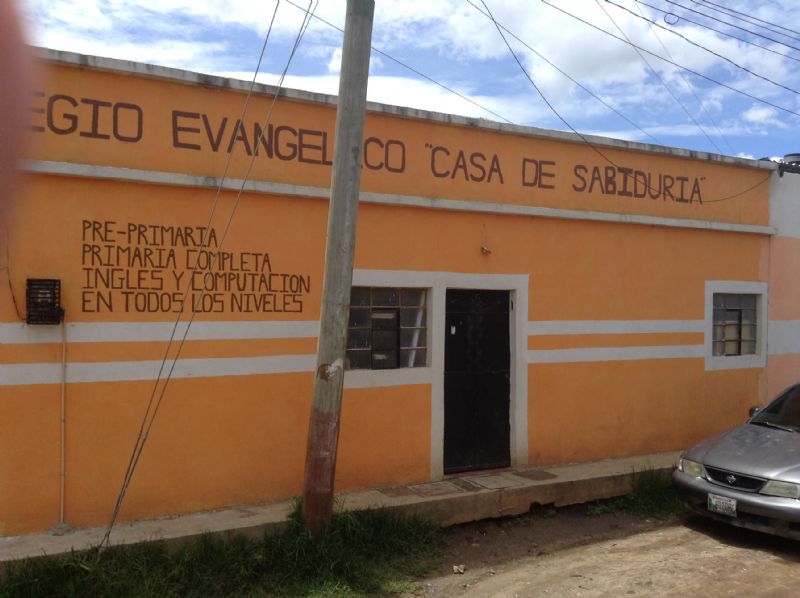 EGIO EVANGELICO "CASA DE SABIDURIA"
PRE-PRIMARIA
PRIMARIA COMPLETA
INGLES Y COMPUTACION
EN TODOS LOS NIVELES